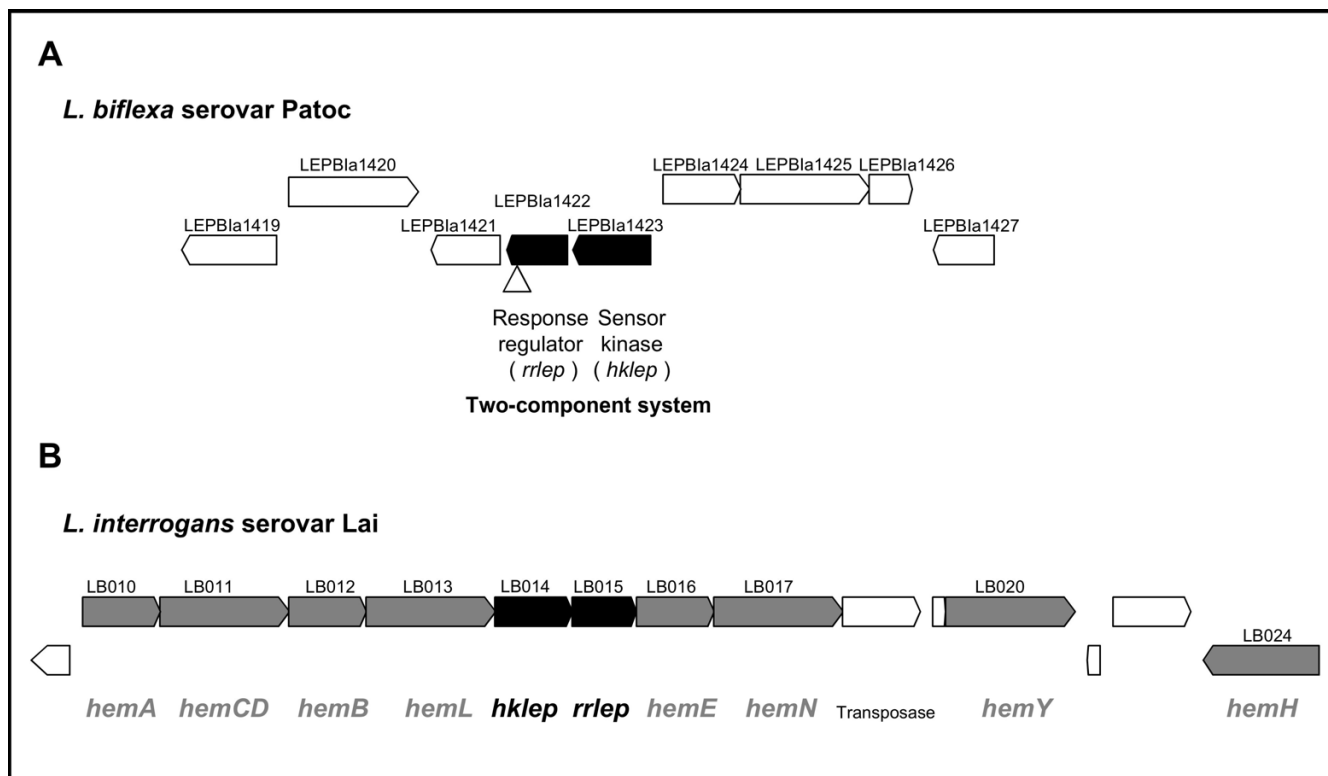 A
L. biflexa serovar Patoc
LEPBIa1420
LEPBIa1424 LEPBIa1425 LEPBIa1426
LEPBIa1422
LEPBIa1419
LEPBIa1421
LEPBIa1423
LEPBIa1427
Response
regulator
( rrlep )
Sensor
kinase
( hklep )
Two-component system
B
L. interrogans serovar Lai
LB010 LB011 LB012 LB013 LB014 LB015 LB016 LB017 LB020
LB024
hemA hemCD hemB hemL hklep rrlep hemE hemN Transposase hemY hemH